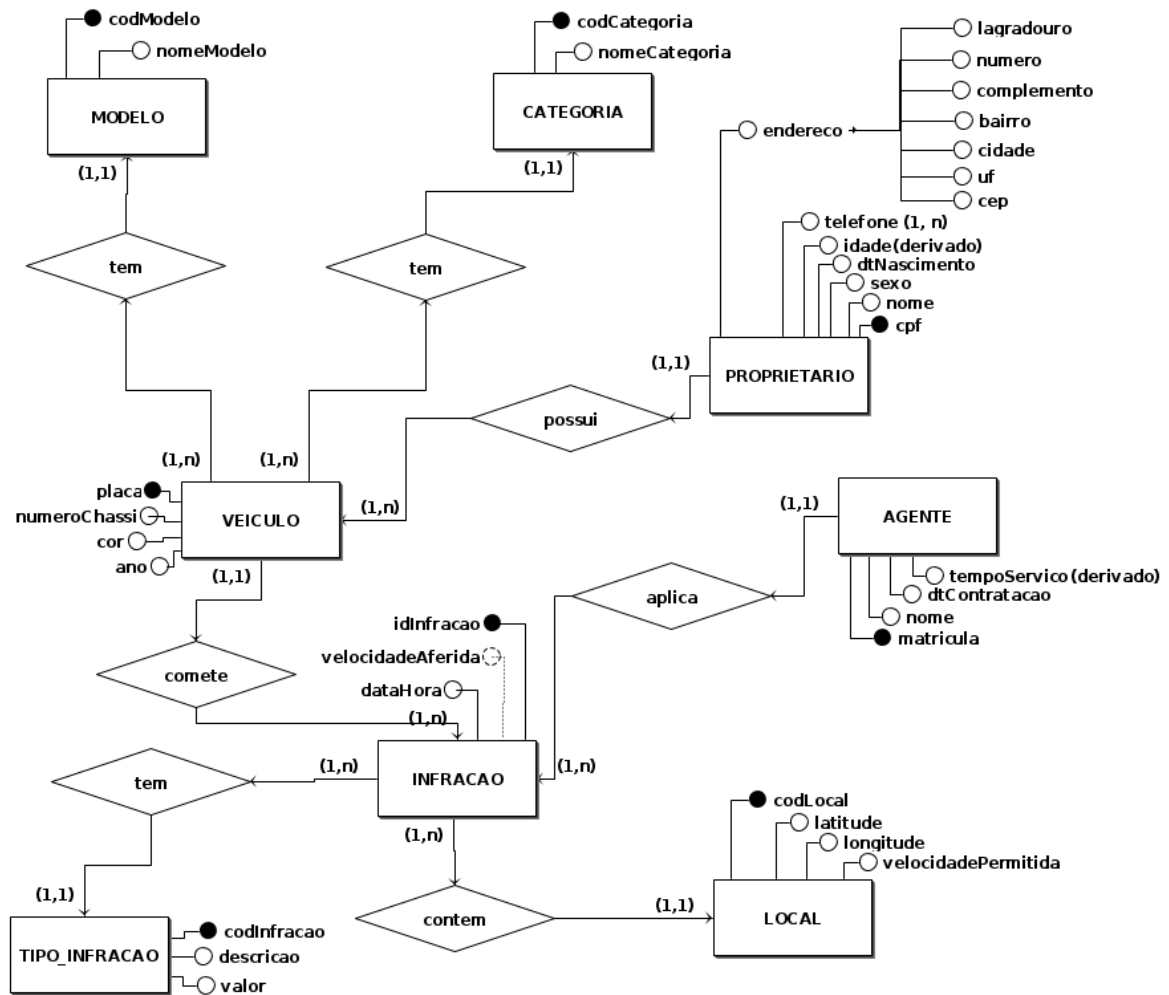 codModelo
nomeModelo
MODELO
(1,1)
codCategoria
nomeCategoria
CATEGORIA
(1,1)
lagradouro
numero
complemento
bairro
cidade
uf
cep
endereco
telefone (1, n)
idade(derivado)
dtNascimento
sexo
nome
cpf
PROPRIETARIO
(1,1)
tem
tem
possui
(1,n)
(1,n)
(1,n)
placa
numeroChassi
cor
ano
VEICULO
(1,1)
(1,1)
AGENTE
tempoServico(derivado)
dtContratacao
nome
matricula
aplica
comete
idInfracao
velocidadeAferida
dataHora
(1,n)
INFRACAO
(1,n)
(1,n)
(1,n)
tem
(1,1)
TIPO_INFRACAO
codInfracao
descricao
valor
contem
(1,1)
codLocal
latitude
longitude
velocidadePermitida
LOCAL